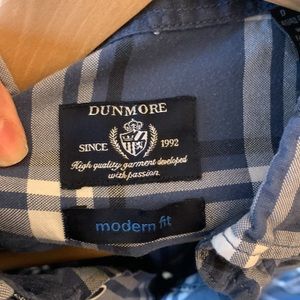 DUNMORE
SINCE 1992
High quality garment developed
with passion.
modern fit